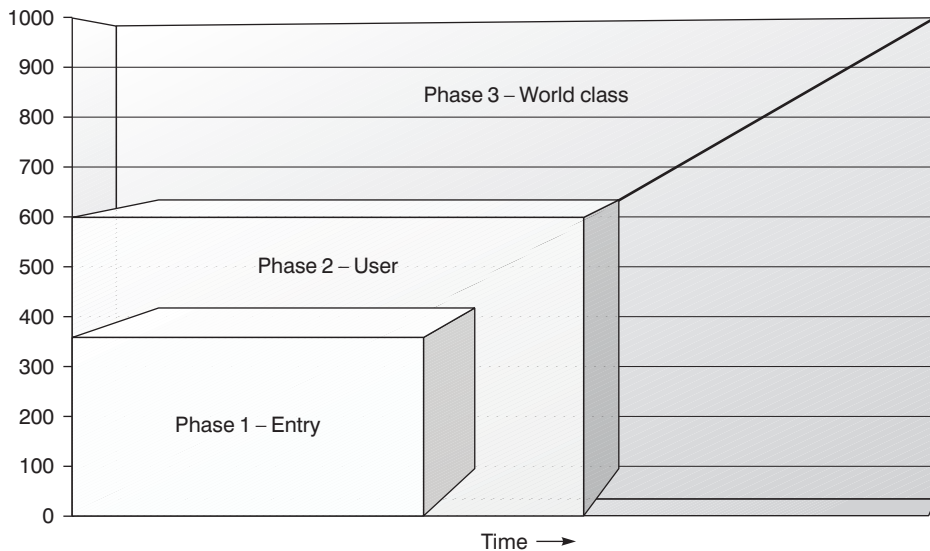 1000
900
Phase 3 – World class
800
700
600
500
Phase 2 – User
400
300
200
Phase 1 – Entry
100
0
Time